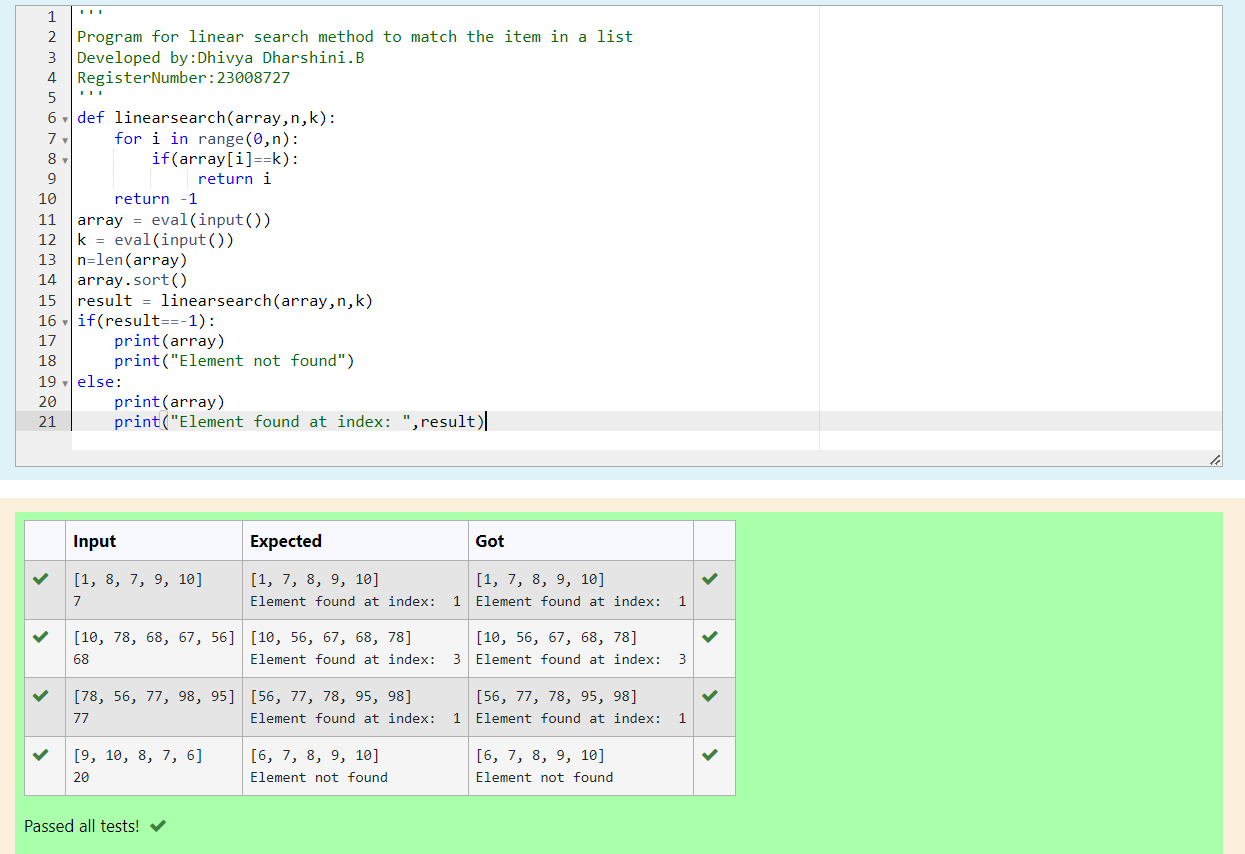 1 '''
2 Program for linear search method to match the item in a list
3 Developed by:Dhivya Dharshini.B
4 RegisterNumber:23008727
5 '''
6 def linearsearch(array,n,k):
7     for i in range(0,n):
8         if(array[i]==k):
9              return i
10     return -1
11 array = eval(input())
12 k = eval(input())
13 n=len(array)
14 array.sort()
15 result = linearsearch(array,n,k)
16 if(result==-1):
17     print(array)
18     print("Element not found")
19 else:
20     print(array)
21     print("Element found at index: ",result)
Input Expected Got
[1, 8, 7, 9, 10] [1, 7, 8, 9, 10] [1, 7, 8, 9, 10]
7 Element found at index:  1 Element found at index:  1
[10, 78, 68, 67, 56] [10, 56, 67, 68, 78] [10, 56, 67, 68, 78]
68 Element found at index:  3 Element found at index:  3
[78, 56, 77, 98, 95] [56, 77, 78, 95, 98] [56, 77, 78, 95, 98]
77 Element found at index:  1 Element found at index:  1
[9, 10, 8, 7, 6] [6, 7, 8, 9, 10] [6, 7, 8, 9, 10]
20 Element not found Element not found
Passed all tests!